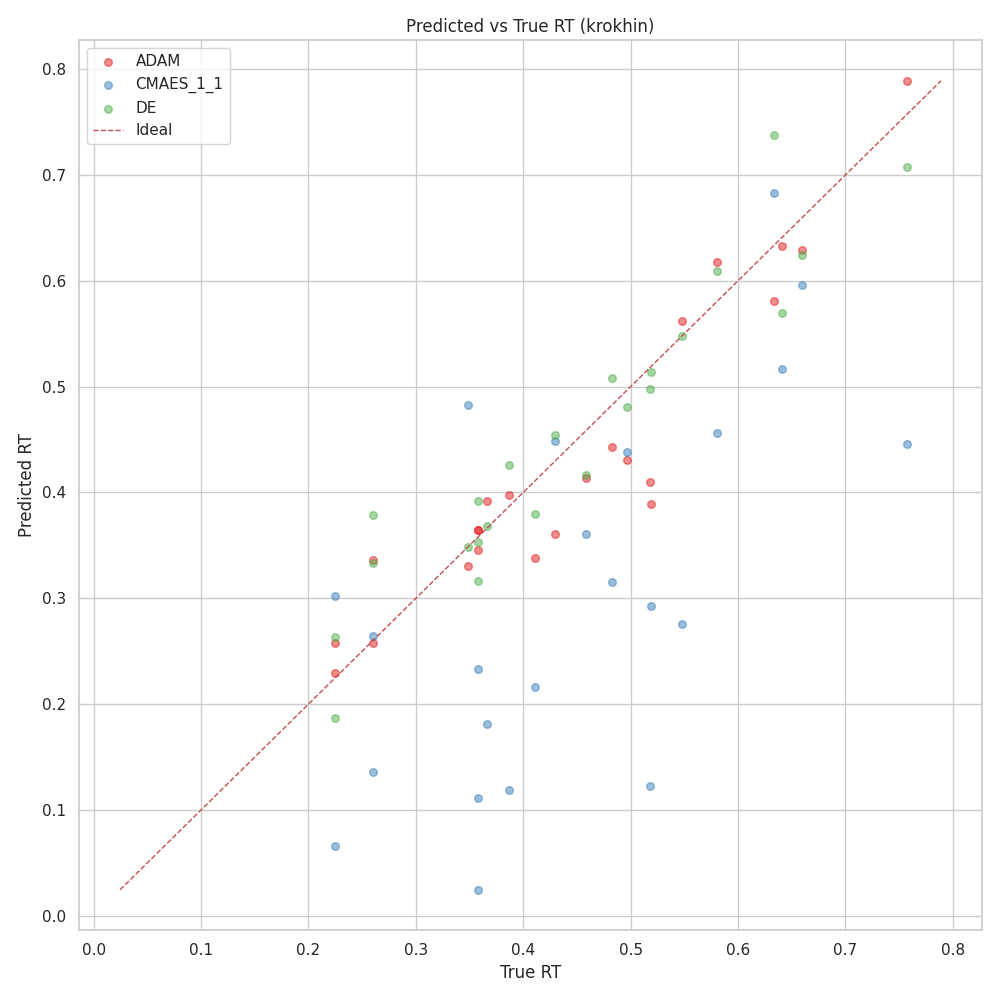 Predicted vs True RT (krokhin)
ADAM
CMAES_1_1
DE
Ideal
Predicted RT
0.8
0.7
0.6
0.5
0.4
0.3
0.2
0.1
0.0
0.0 0.1 0.2 0.3 0.4 0.5 0.6 0.7 0.8
True RT